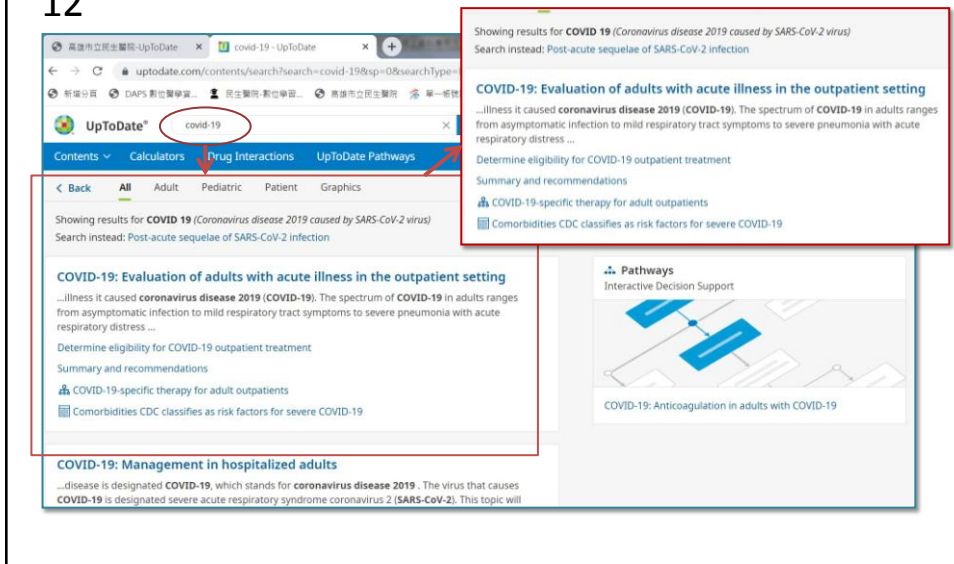 12
高雄市立民生醫院-UpToDate × covid-19 - UpToDate × +
uptodate.com/contents/search?search=covid-19&sp=0&searchType=
新增分頁 DAPS 民生醫院-數位學習... 高雄市立民生醫院
UpToDate® covid-19 ×
Contents Calculators Drug Interactions UpToDate Pathways
Back All Adult Pediatric Patient Graphics
Showing results for COVID 19 (Coronavirus disease 2019 caused by SARS-CoV-2 virus)
Search instead: Post-acute sequelae of SARS-CoV-2 infection
COVID-19: Evaluation of adults with acute illness in the outpatient setting
...illness it caused coronavirus disease 2019 (COVID-19). The spectrum of COVID-19 in adults ranges
from asymptomatic infection to mild respiratory tract symptoms to severe pneumonia with acute
respiratory distress ...
Determine eligibility for COVID-19 outpatient treatment
Summary and recommendations
COVID-19-specific therapy for adult outpatients
Comorbidities CDC classifies as risk factors for severe COVID-19
COVID-19: Management in hospitalized adults
...disease is designated COVID-19, which stands for coronavirus disease 2019 . The virus that causes
COVID-19 is designated severe acute respiratory syndrome coronavirus 2 (SARS-CoV-2). This topic will
Showing results for COVID 19 (Coronavirus disease 2019 caused by SARS-CoV-2 virus)
Search instead: Post-acute sequelae of SARS-CoV-2 infection
COVID-19: Evaluation of adults with acute illness in the outpatient setting
...illness it caused coronavirus disease 2019 (COVID-19). The spectrum of COVID-19 in adults ranges
from asymptomatic infection to mild respiratory tract symptoms to severe pneumonia with acute
respiratory distress ...
Determine eligibility for COVID-19 outpatient treatment
Summary and recommendations
COVID-19-specific therapy for adult outpatients
Comorbidities CDC classifies as risk factors for severe COVID-19
Pathways
Interactive Decision Support
COVID-19: Anticoagulation in adults with COVID-19